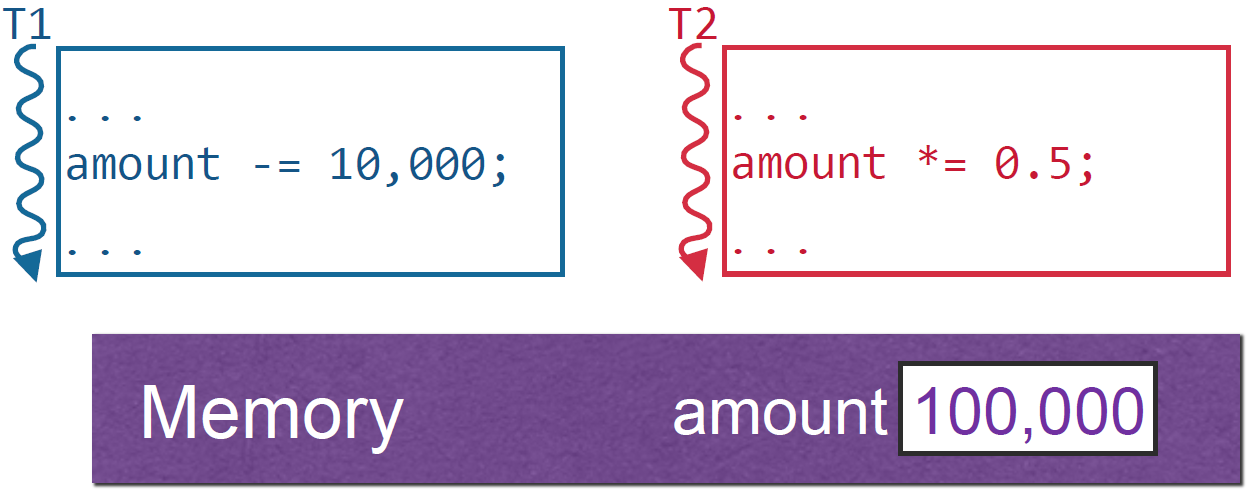 T1
. . .
amount -= 10,000;
. . .
T2
. . .
amount *= 0.5;
. . .
Memory
amount 100,000